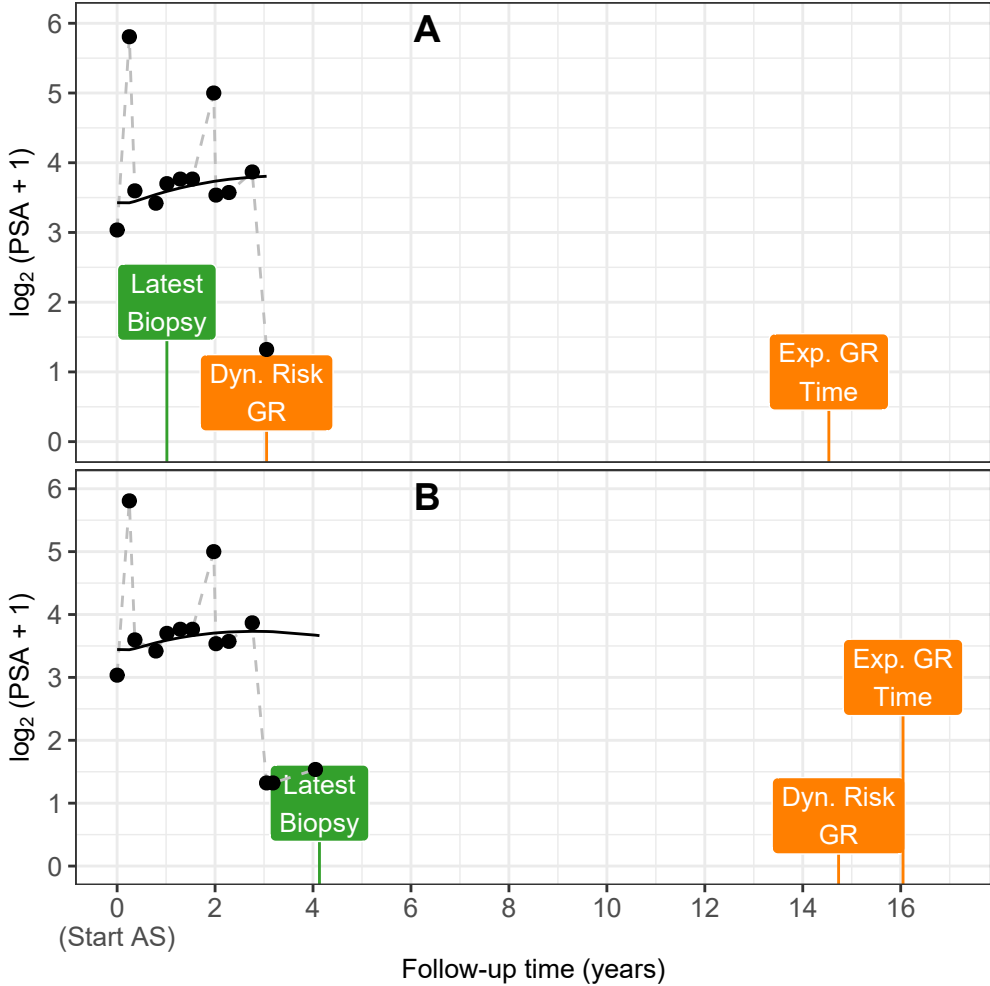 A
6
5
4
3
2
1
0
log₂ (PSA + 1)
Latest
Biopsy
Dyn. Risk
GR
Exp. GR
Time
B
6
5
4
3
2
1
0
log₂ (PSA + 1)
Exp. GR
Time
Latest
Biopsy
Dyn. Risk
GR
0 2 4 6 8 10 12 14 16
(Start AS)
Follow-up time (years)